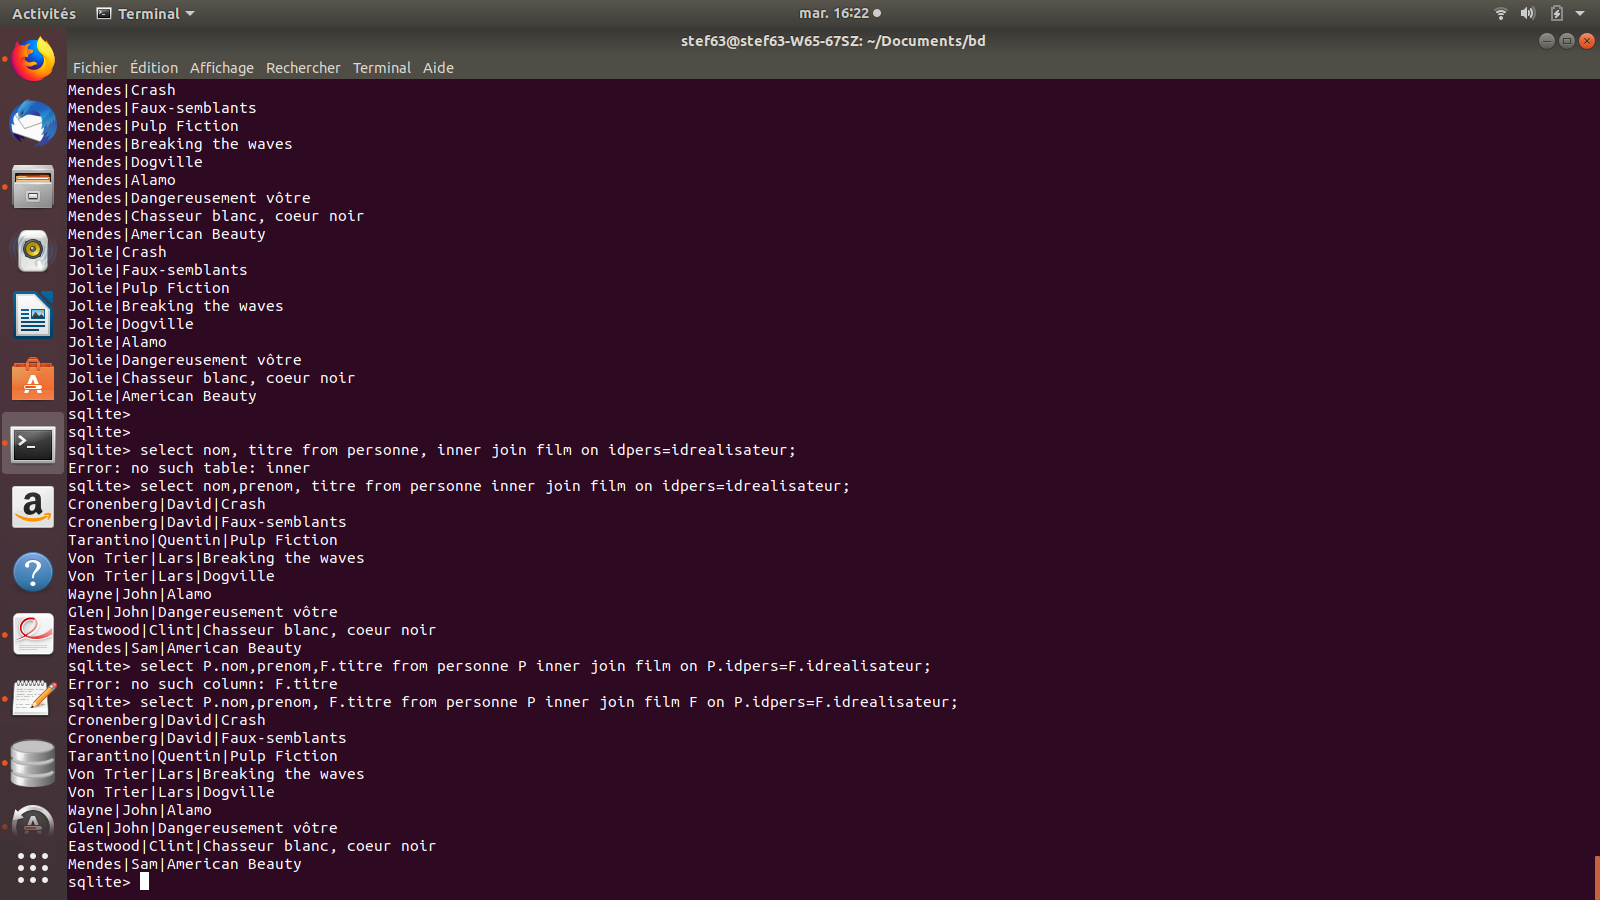 Activités Terminal mar. 16:22
stef63@stef63-W65-67SZ: ~/Documents/bd
Fichier Édition Affichage Rechercher Terminal Aide
Mendes|Crash
Mendes|Faux-semblants
Mendes|Pulp Fiction
Mendes|Breaking the waves
Mendes|Dogville
Mendes|Alamo
Mendes|Dangereusement vôtre
Mendes|Chasseur blanc, coeur noir
Mendes|American Beauty
Jolie|Crash
Jolie|Faux-semblants
Jolie|Pulp Fiction
Jolie|Breaking the waves
Jolie|Dogville
Jolie|Alamo
Jolie|Dangereusement vôtre
Jolie|Chasseur blanc, coeur noir
Jolie|American Beauty
sqlite>
sqlite>
sqlite> select nom, titre from personne, inner join film on idpers=idrealisateur;
Error: no such table: inner
sqlite> select nom,prenom, titre from personne inner join film on idpers=idrealisateur;
Cronenberg|David|Crash
Cronenberg|David|Faux-semblants
Tarantino|Quentin|Pulp Fiction
Von Trier|Lars|Breaking the waves
Von Trier|Lars|Dogville
Wayne|John|Alamo
Glen|John|Dangereusement vôtre
Eastwood|Clint|Chasseur blanc, coeur noir
Mendes|Sam|American Beauty
sqlite> select P.nom,prenom,F.titre from personne P inner join film on P.idpers=F.idrealisateur;
Error: no such column: F.titre
sqlite> select P.nom,prenom, F.titre from personne P inner join film F on P.idpers=F.idrealisateur;
Cronenberg|David|Crash
Cronenberg|David|Faux-semblants
Tarantino|Quentin|Pulp Fiction
Von Trier|Lars|Breaking the waves
Von Trier|Lars|Dogville
Wayne|John|Alamo
Glen|John|Dangereusement vôtre
Eastwood|Clint|Chasseur blanc, coeur noir
Mendes|Sam|American Beauty
sqlite>